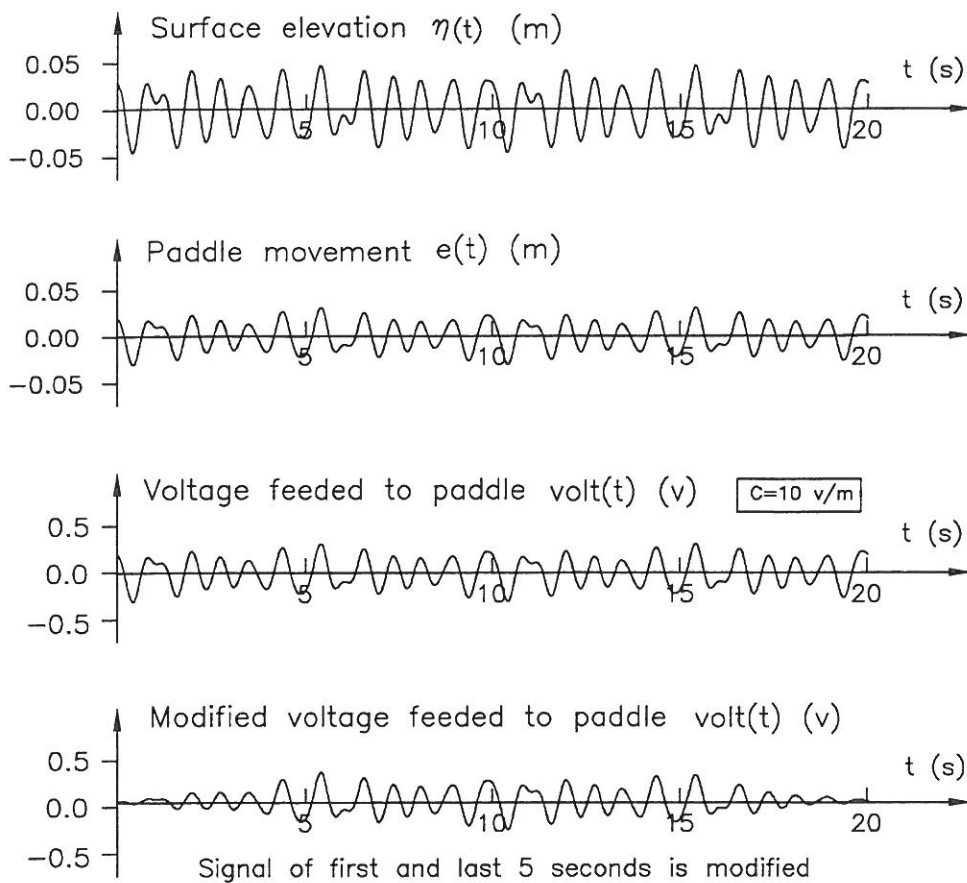 Surface elevation η(t) (m)
0.05
0.00
-0.05
t (s)
5
10
15
20
Paddle movement e(t) (m)
0.05
0.00
-0.05
t (s)
5
10
15
20
Voltage feeded to paddle volt(t) (v)
C=10 v/m
0.5
0.0
-0.5
t (s)
5
10
15
20
Modified voltage feeded to paddle volt(t) (v)
0.5
0.0
-0.5
t (s)
5
10
15
20
Signal of first and last 5 seconds is modified